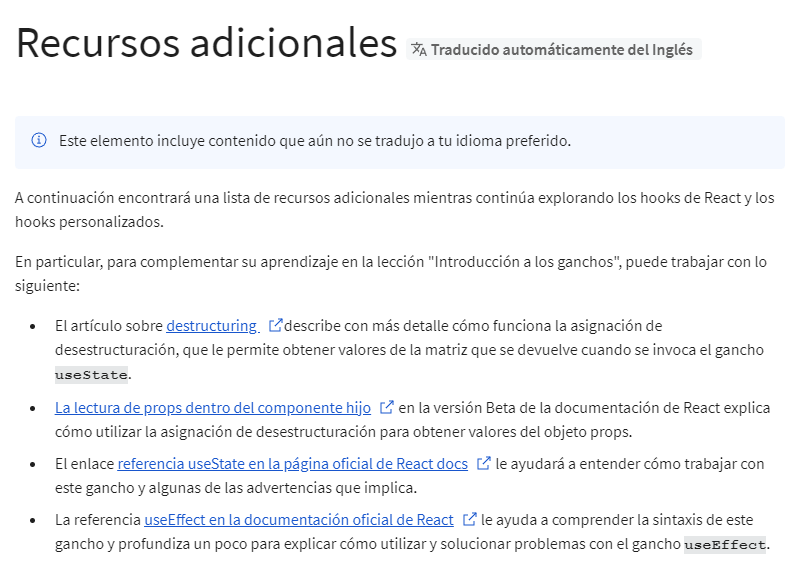 Recursos adicionales Traducido automáticamente del Inglés
Este elemento incluye contenido que aún no se tradujo a tu idioma preferido.
A continuación encontrará una lista de recursos adicionales mientras continúa explorando los hooks de React y los
hooks personalizados.
En particular, para complementar su aprendizaje en la lección "Introducción a los ganchos", puede trabajar con lo
siguiente:
• El artículo sobre destructuring describe con más detalle cómo funciona la asignación de
desestructuración, que le permite obtener valores de la matriz que se devuelve cuando se invoca el gancho
useState.
• La lectura de props dentro del componente hijo en la versión Beta de la documentación de React explica
cómo utilizar la asignación de desestructuración para obtener valores del objeto props.
• El enlace referencia useState en la página oficial de React docs le ayudará a entender cómo trabajar con
este gancho y algunas de las advertencias que implica.
• La referencia useEffect en la documentación oficial de React le ayuda a comprender la sintaxis de este
gancho y profundiza un poco para explicar cómo utilizar y solucionar problemas con el gancho useEffect.